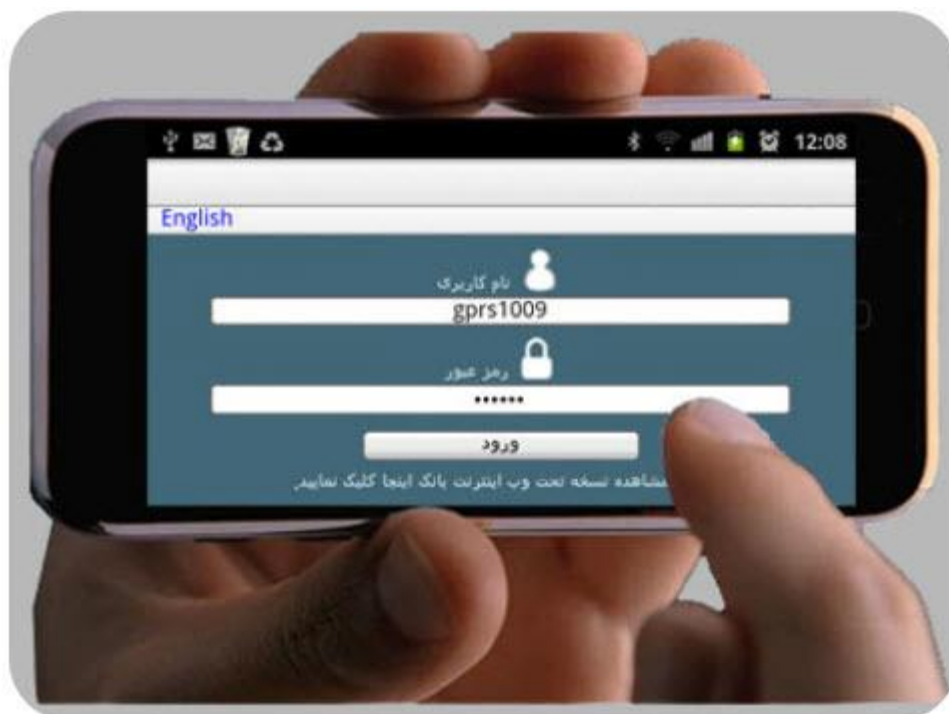 12:08
English
نام کاربری
gprs1009
رمز عبور
••••••
ورود
مشاهده نسخه تحت وب اینترنت بانک اینجا کلیک نمایید.